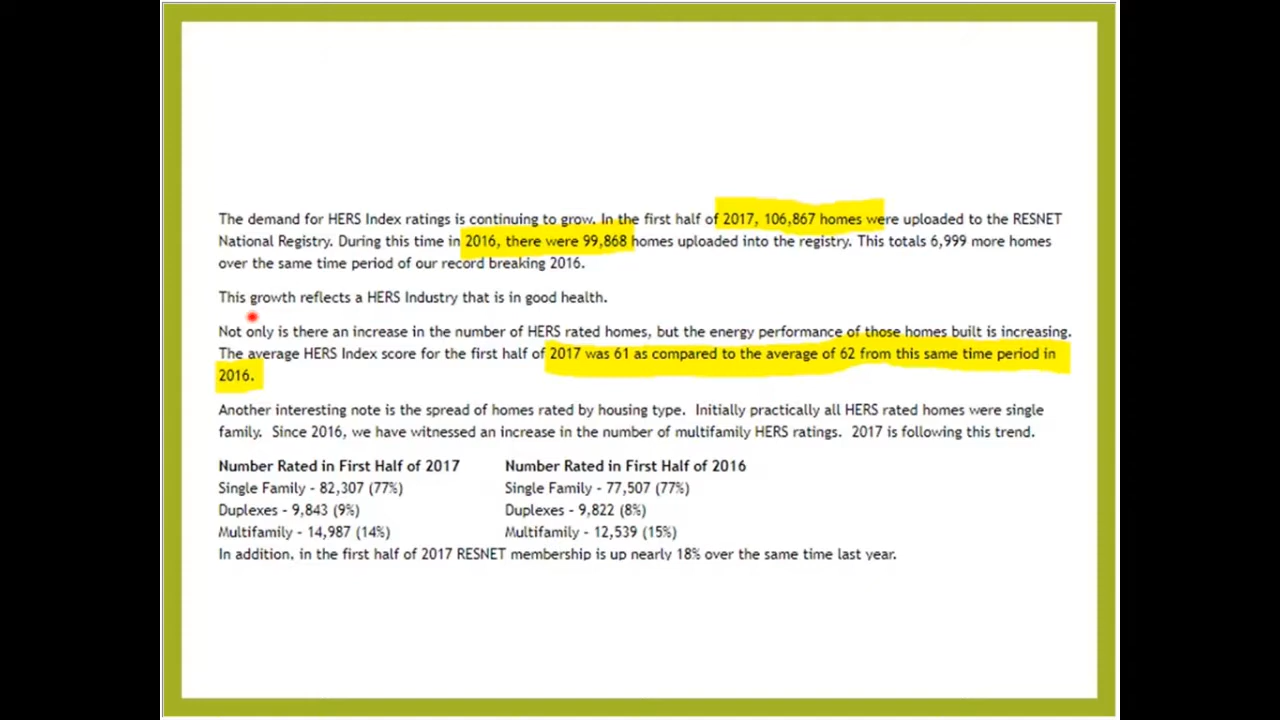 The demand for HERS Index ratings is continuing to grow. In the first half of 2017, 106,867 homes were uploaded to the RESNET
National Registry. During this time in 2016, there were 99,868 homes uploaded into the registry. This totals 6,999 more homes
over the same time period of our record breaking 2016.
This growth reflects a HERS Industry that is in good health.
Not only is there an increase in the number of HERS rated homes, but the energy performance of those homes built is increasing.
The average HERS Index score for the first half of 2017 was 61 as compared to the average of 62 from this same time period in
2016.
Another interesting note is the spread of homes rated by housing type. Initially practically all HERS rated homes were single
family. Since 2016, we have witnessed an increase in the number of multifamily HERS ratings. 2017 is following this trend.
Number Rated in First Half of 2017 Number Rated in First Half of 2016
Single Family - 82,307 (77%) Single Family - 77,507 (77%)
Duplexes - 9,843 (9%) Duplexes - 9,822 (8%)
Multifamily - 14,987 (14%) Multifamily - 12,539 (15%)
In addition, in the first half of 2017 RESNET membership is up nearly 18% over the same time last year.